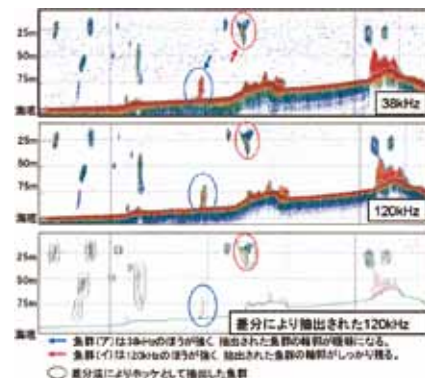 25m
50m
75m
海底
38kHz
25m
50m
75m
海底
120kHz
25m
50m
75m
海底
差分により抽出された120kHz
魚群(ア)は38kHzのほうが強く、抽出された魚群の輪郭が曖昧になる。
魚群(イ)は120kHzのほうが強く、抽出された魚群の輪郭がしっかり残る。
差分法によりホッケとして抽出した魚群